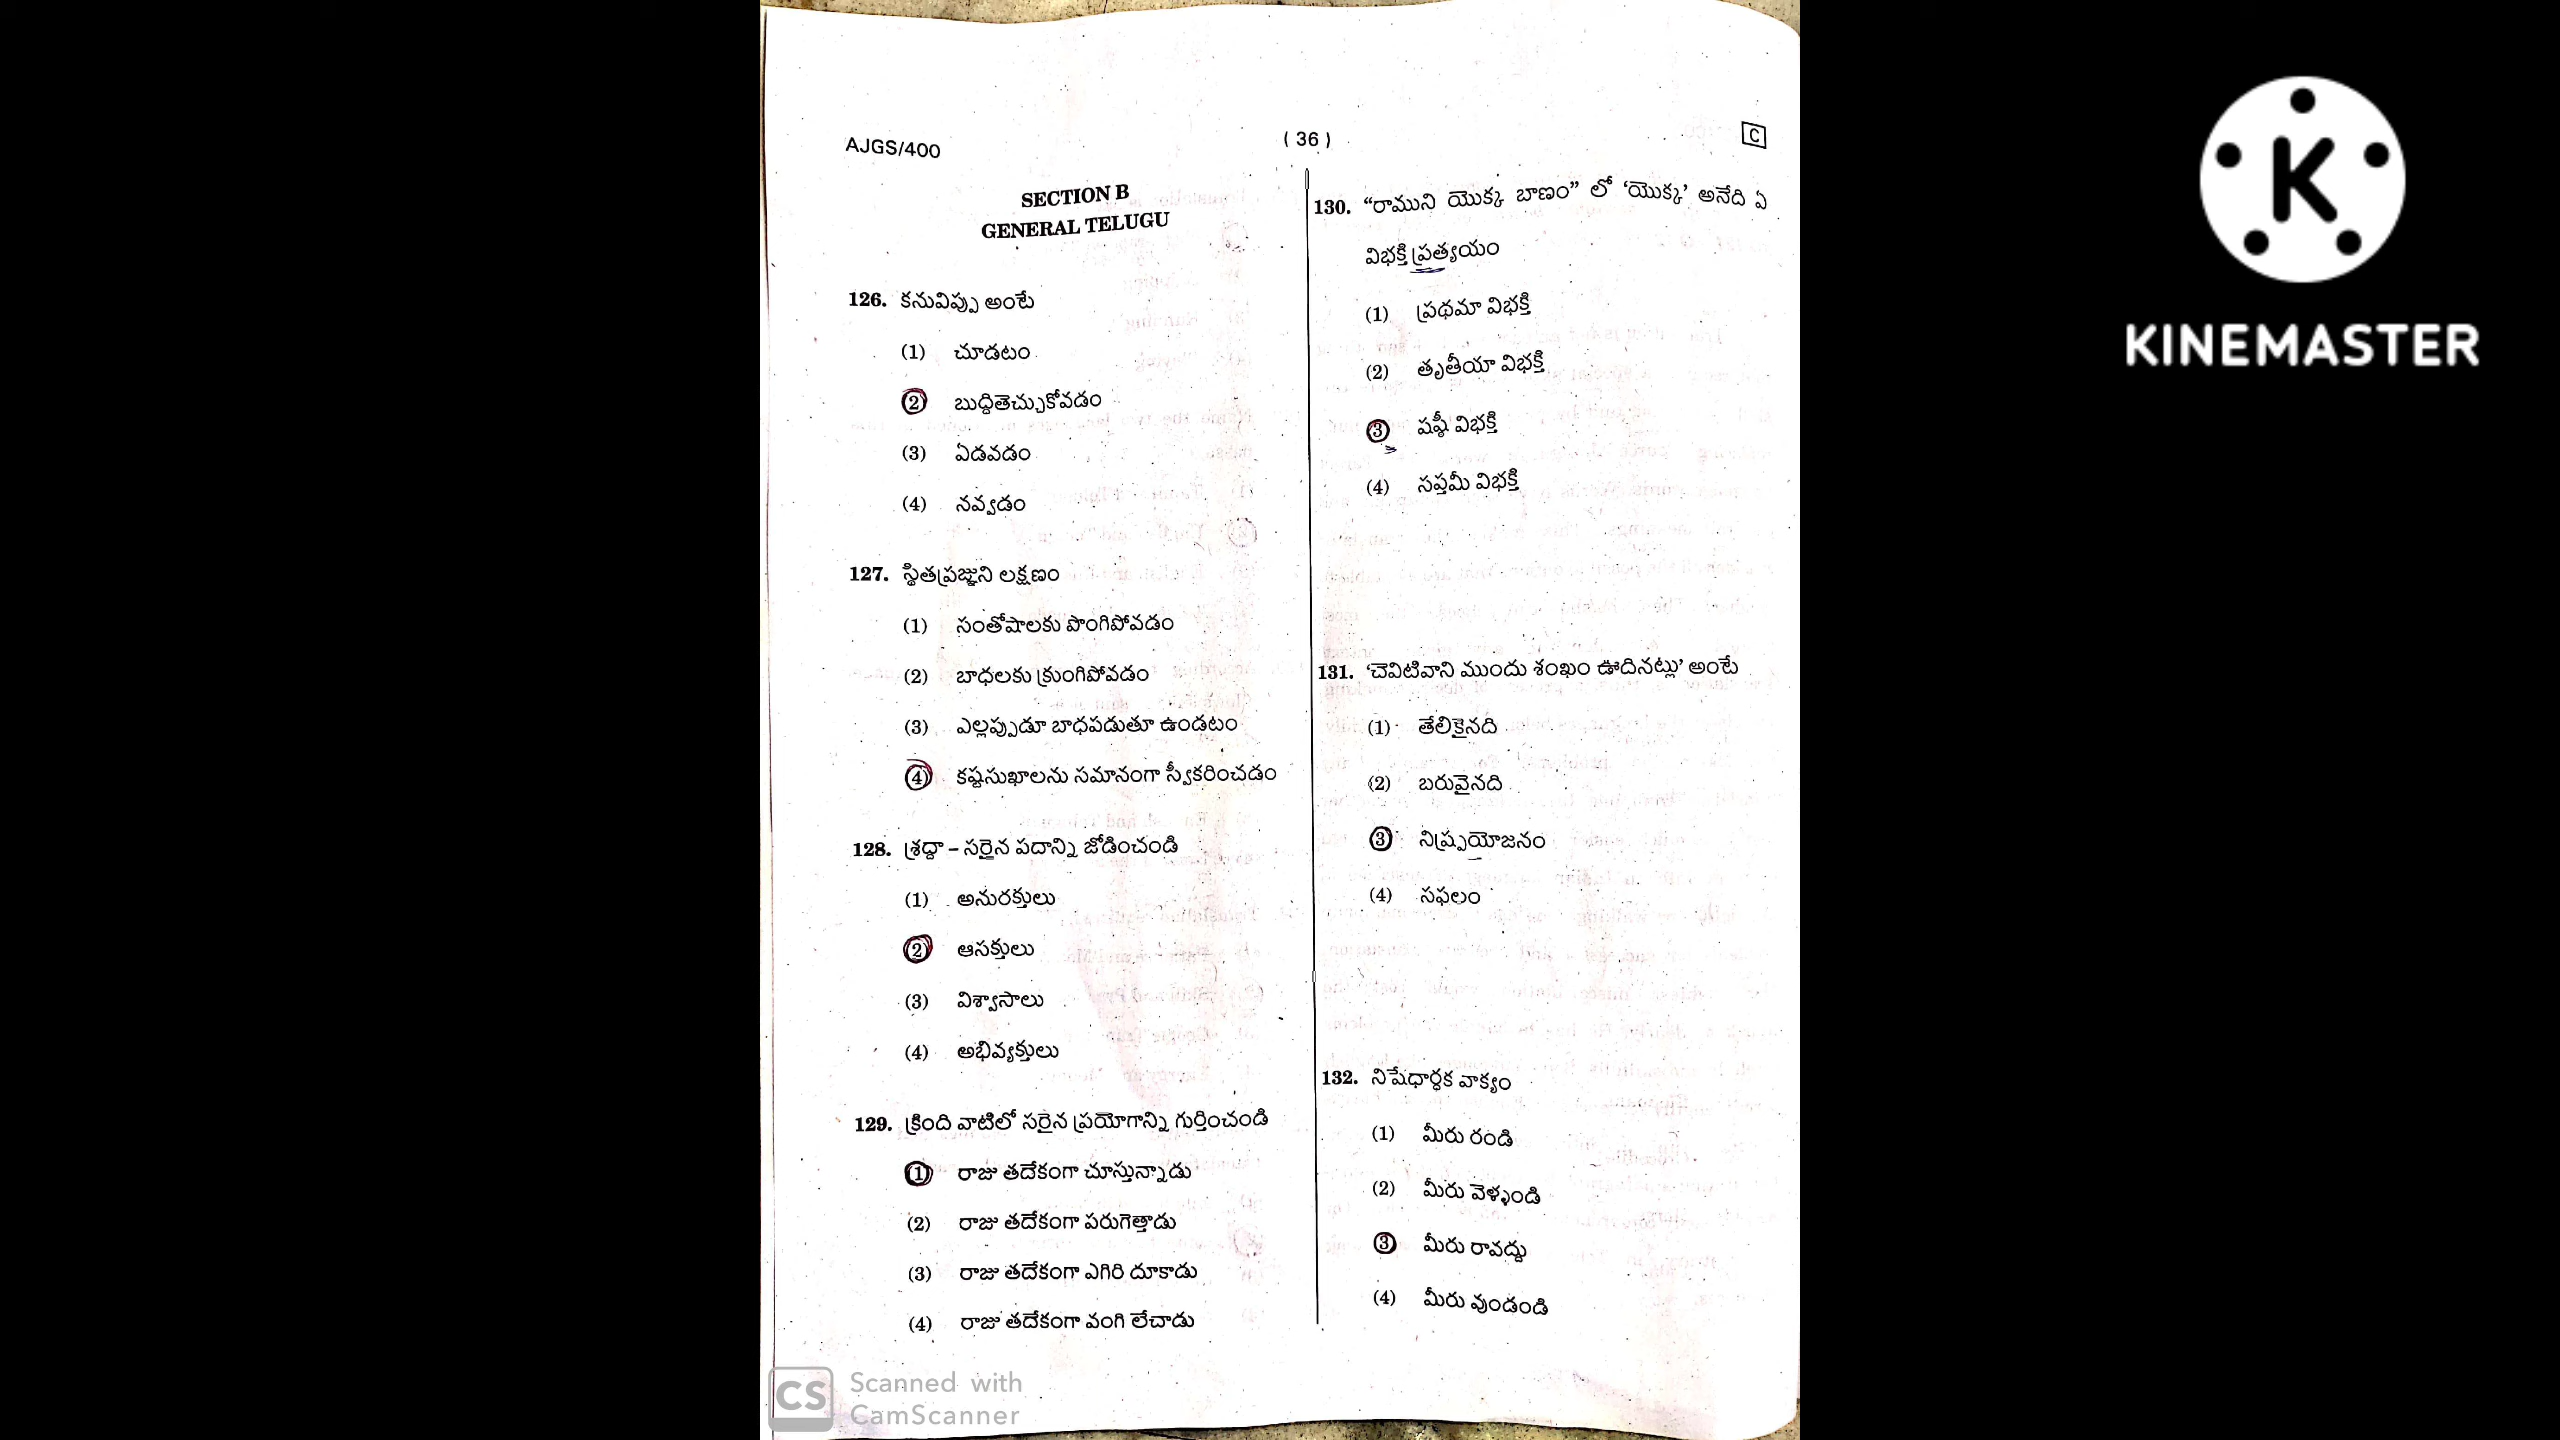 AJGS/400
( 36 )
C
SECTION B
GENERAL TELUGU
126. కనువిప్పు అంటే
(1) చూడటం
(2) బుద్ధితెచ్చుకోవడం
(3) ఏడవడం
(4) నవ్వడం
127. స్థితప్రజ్ఞుని లక్షణం
(1) సంతోషాలకు పొంగిపోవడం
(2) బాధలకు క్రుంగిపోవడం
(3) ఎల్లప్పుడూ బాధపడుతూ ఉండటం
(4) కష్టసుఖాలను సమానంగా స్వీకరించడం
128. శ్రద్ధా – సరైన పదాన్ని జోడించండి
(1) అనురక్తులు
(2) ఆసక్తులు
(3) విశ్వాసాలు
(4) అభివ్యక్తులు
129. క్రింది వాటిలో సరైన ప్రయోగాన్ని గుర్తించండి
(1) రాజు తదేకంగా చూస్తున్నాడు
(2) రాజు తదేకంగా పరుగెత్తాడు
(3) రాజు తదేకంగా ఎగిరి దూకాడు
(4) రాజు తదేకంగా వంగి లేచాడు
130. “రాముని యొక్క బాణం” లో ‘యొక్క’ అనేది ఏ
విభక్తి ప్రత్యయం
(1) ప్రథమా విభక్తి
(2) తృతీయా విభక్తి
(3) షష్ఠీ విభక్తి
(4) సప్తమీ విభక్తి
131. ‘చెవిటివాని ముందు శంఖం ఊదినట్లు’ అంటే
(1) తేలికైనది
(2) బరువైనది
(3) నిష్ప్రయోజనం
(4) సఫలం
132. నిషేధార్థక వాక్యం
(1) మీరు రండి
(2) మీరు వెళ్ళండి
(3) మీరు రావద్దు
(4) మీరు వుండండి
CS Scanned with
CamScanner
K
KINEMASTER